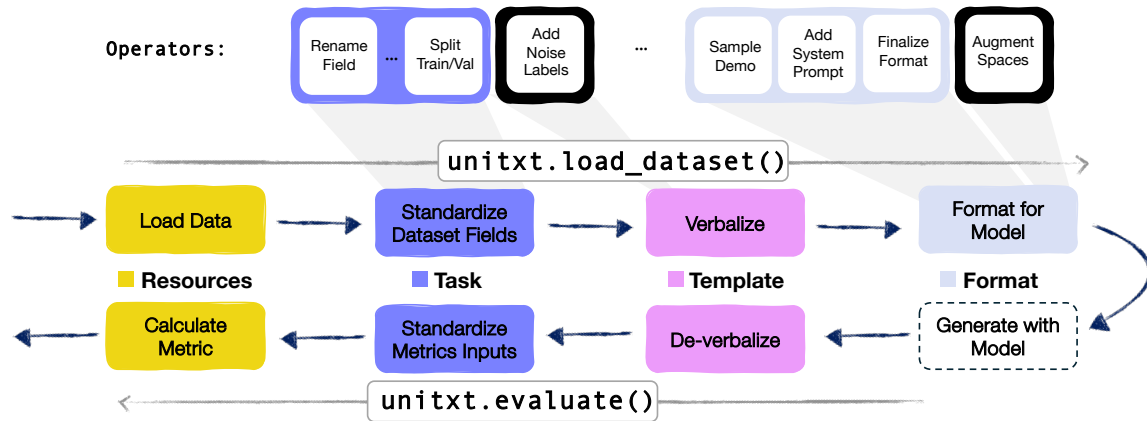 Operators:
Rename
Field
...
Split
Train/Val
Add
Noise
Labels
...
Sample
Demo
Add
System
Prompt
Finalize
Format
Augment
Spaces
unitxt.load_dataset()
Load Data
Standardize
Dataset Fields
Verbalize
Format for
Model
Resources
Task
Template
Format
Calculate
Metric
Standardize
Metrics Inputs
De-verbalize
Generate with
Model
unitxt.evaluate()